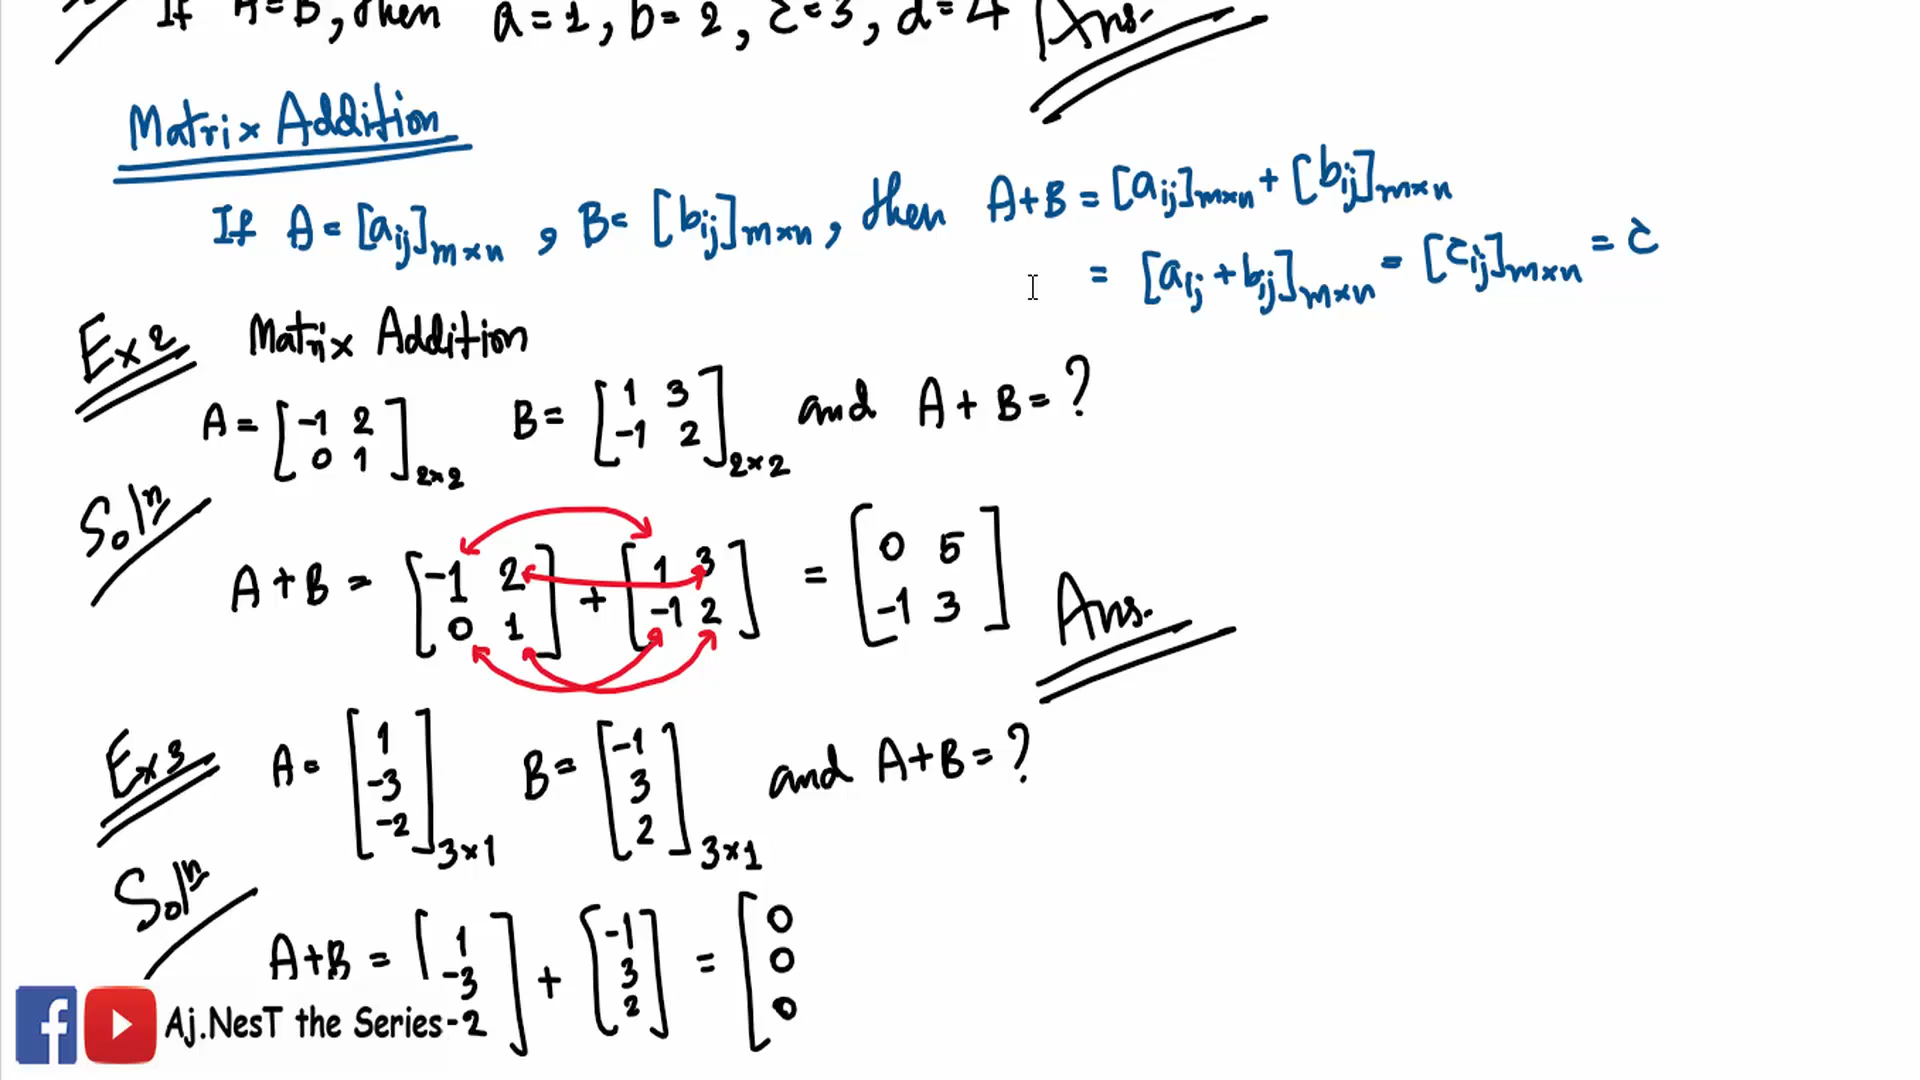 If A=B, then a=1, b=2, c=3, d=4 Ans.
Matrix Addition
If A=[aij]m×n, B=[bij]m×n, then A+B=[aij]m×n+[bij]m×n
=[aij+bij]m×n=[cij]m×n=C
Ex2 Matrix Addition
A=[-1 2
0 1]2×2 B=[1 3
-1 2]2×2 and A+B=?
Soln
A+B=[-1 2
0 1]+[1 3
-1 2]=[0 5
-1 3] Ans.
Ex3 A=[1
-3
-2]3×1 B=[-1
3
2]3×1 and A+B=?
Soln
A+B=[1
-3
-2]+[-1
3
2]=[0
0
0
Aj.NesT the Series